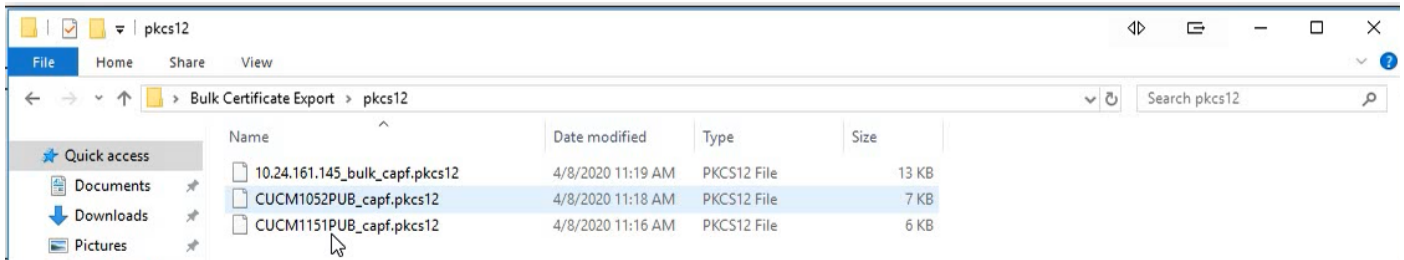 pkcs12
File Home Share View
Bulk Certificate Export > pkcs12 Search pkcs12
Name Date modified Type Size
Quick access
Documents
Downloads
Pictures
10.24.161.145_bulk_capf.pkcs12 4/8/2020 11:19 AM PKCS12 File 13 KB
CUCM1052PUB_capf.pkcs12 4/8/2020 11:18 AM PKCS12 File 7 KB
CUCM1151PUB_capf.pkcs12 4/8/2020 11:16 AM PKCS12 File 6 KB